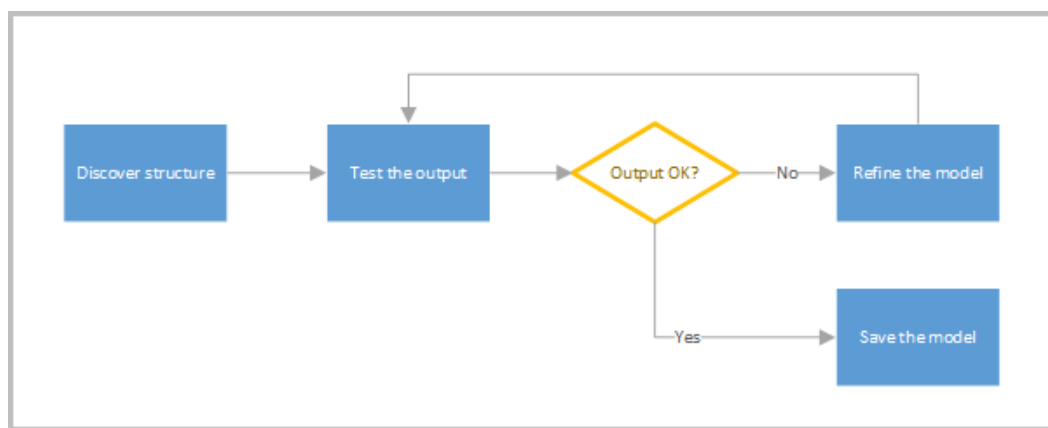 Discover structure
Test the output
Output OK?
No
Refine the model
Yes
Save the model